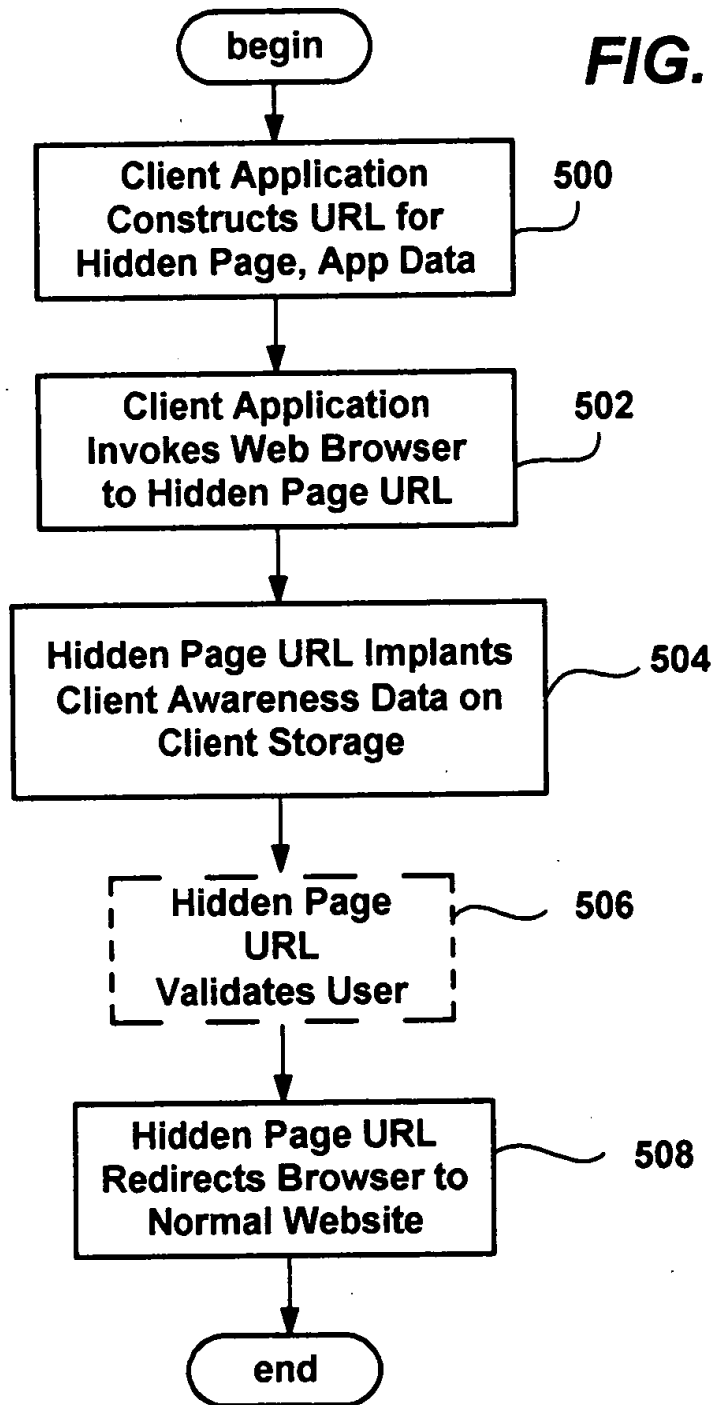 begin
FIG.
Client Application
Constructs URL for
Hidden Page, App Data
500
Client Application
Invokes Web Browser
to Hidden Page URL
502
Hidden Page URL Implants
Client Awareness Data on
Client Storage
504
Hidden Page
URL
Validates User
506
Hidden Page URL
Redirects Browser to
Normal Website
508
end